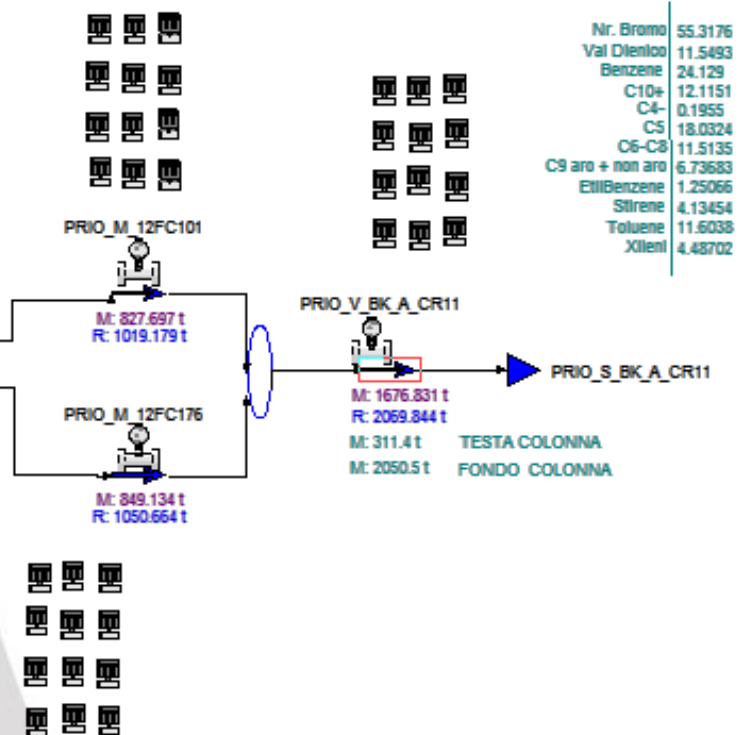 Nr. Bromo 55.3176
Val Dienico 11.5493
Benzene 24.129
C10+ 12.1151
C4- 0.1955
C5 18.0324
C6-C8 11.5135
C9 aro + non aro 6.73683
EtilBenzene 1.25066
Stirene 4.13454
Toluene 11.6038
Xileni 4.48702
PRIO_M_12FC101
M: 827.697 t
R: 1019.179 t
PRIO_V_BK_A_CR11
PRIO_S_BK_A_CR11
M: 1676.831 t
R: 2069.844 t
M: 311.4 t TESTA COLONNA
M: 2050.5 t FONDO COLONNA
PRIO_M_12FC176
M: 849.134 t
R: 1050.664 t